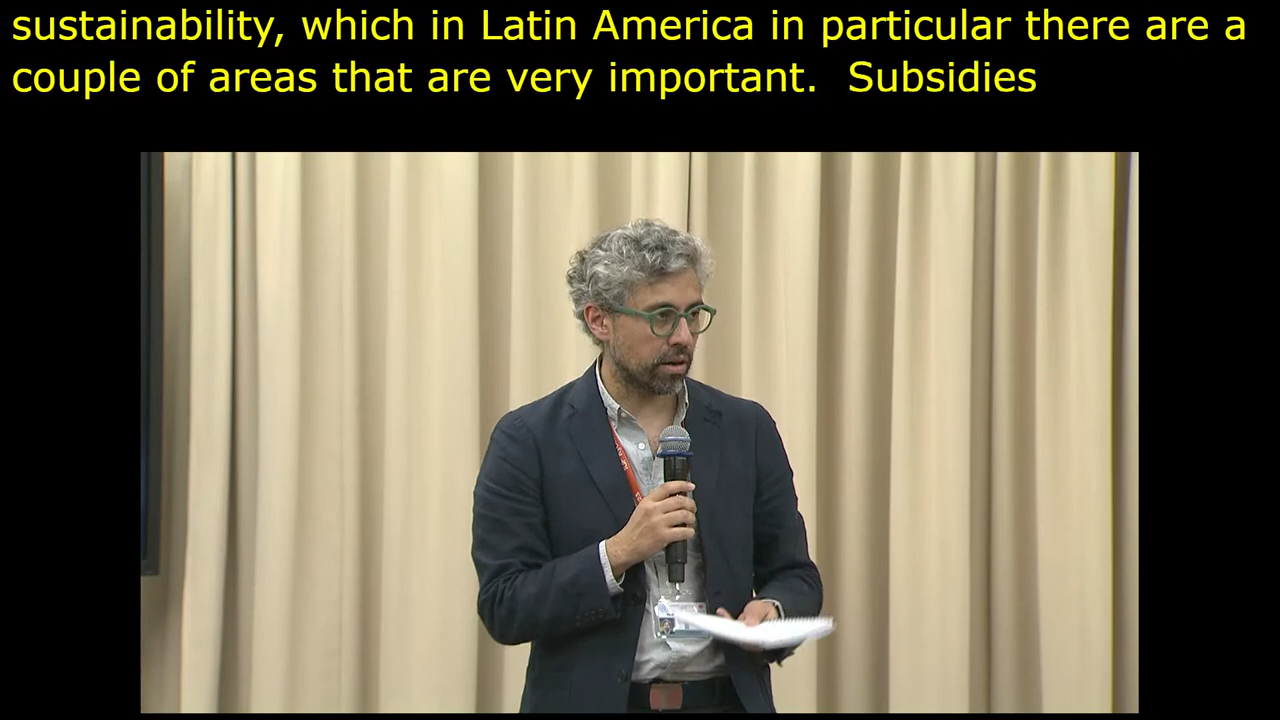 sustainability, which in Latin America in particular there are a
couple of areas that are very important.  Subsidies